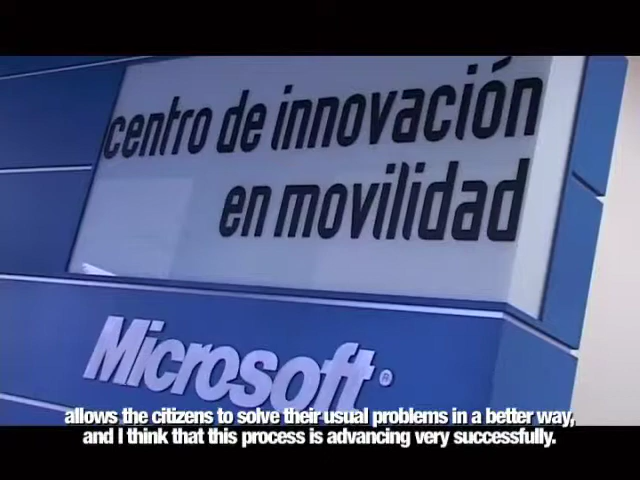 centro de innovación
en movilidad
Microsoft®
allows the citizens to solve their usual problems in a better way,
and I think that this process is advancing very successfully.